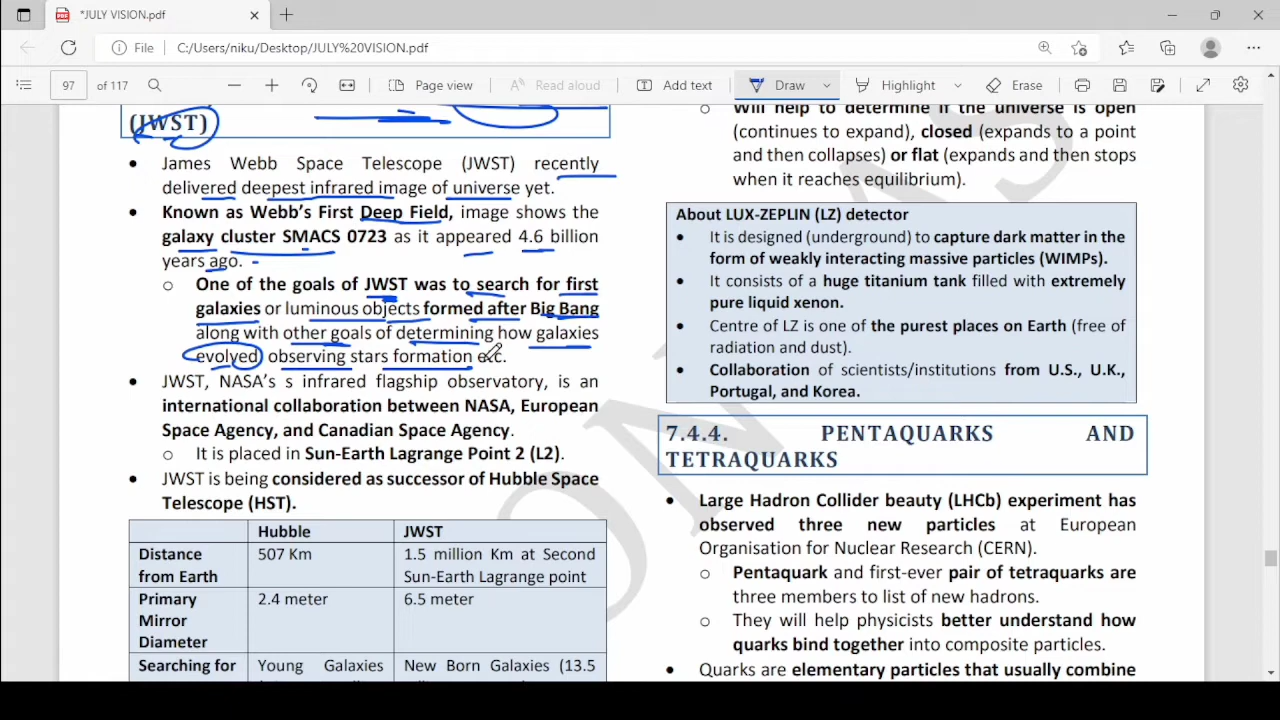 *JULY VISION.pdf
File C:/Users/niku/Desktop/JULY%20VISION.pdf
97 of 117 Page view Read aloud Add text Draw Highlight Erase
(JWST)
• James Webb Space Telescope (JWST) recently
delivered deepest infrared image of universe yet.
• Known as Webb's First Deep Field, image shows the
galaxy cluster SMACS 0723 as it appeared 4.6 billion
years ago.
o One of the goals of JWST was to search for first
galaxies or luminous objects formed after Big Bang
along with other goals of determining how galaxies
evolved observing stars formation etc.
• JWST, NASA's s infrared flagship observatory, is an
international collaboration between NASA, European
Space Agency, and Canadian Space Agency.
o It is placed in Sun-Earth Lagrange Point 2 (L2).
• JWST is being considered as successor of Hubble Space
Telescope (HST).
Hubble JWST
Distance 507 Km 1.5 million Km at Second
from Earth Sun-Earth Lagrange point
Primary 2.4 meter 6.5 meter
Mirror
Diameter
Searching for Young Galaxies New Born Galaxies (13.5
o Will help to determine if the universe is open
(continues to expand), closed (expands to a point
and then collapses) or flat (expands and then stops
when it reaches equilibrium).
About LUX-ZEPLIN (LZ) detector
• It is designed (underground) to capture dark matter in the
form of weakly interacting massive particles (WIMPs).
• It consists of a huge titanium tank filled with extremely
pure liquid xenon.
• Centre of LZ is one of the purest places on Earth (free of
radiation and dust).
• Collaboration of scientists/institutions from U.S., U.K.,
Portugal, and Korea.
7.4.4. PENTAQUARKS AND
TETRAQUARKS
• Large Hadron Collider beauty (LHCb) experiment has
observed three new particles at European
Organisation for Nuclear Research (CERN).
o Pentaquark and first-ever pair of tetraquarks are
three members to list of new hadrons.
o They will help physicists better understand how
quarks bind together into composite particles.
• Quarks are elementary particles that usually combine